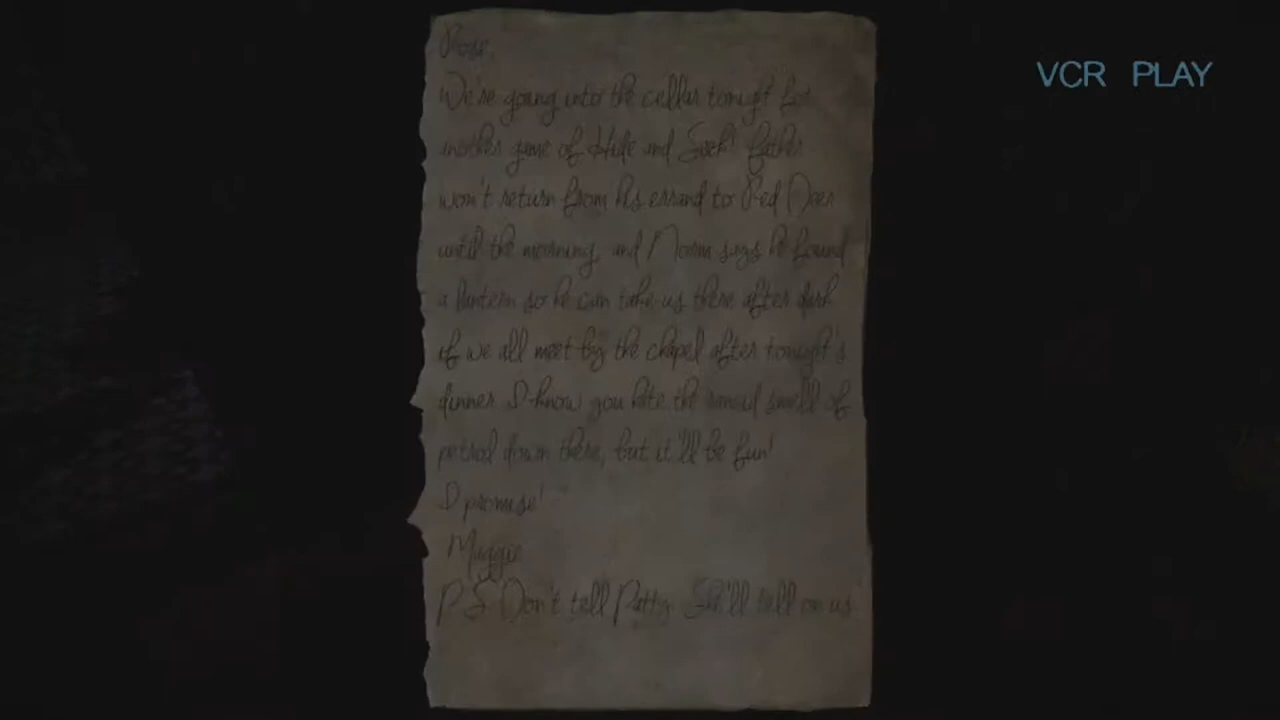 Rose,
VCR PLAY
We're going into the cellar tonight for
another game of Hide and Seek! Father
won't return from his errand to Red Deer
until the morning, and Norm says he found
a lantern so he can take us there after dark
if we all meet by the chapel after tonight's
dinner. I know you hate the rancid smell of
petrol down there, but it'll be fun!
I promise!
Maggie
P.S. Don't tell Patty. She'll tell on us